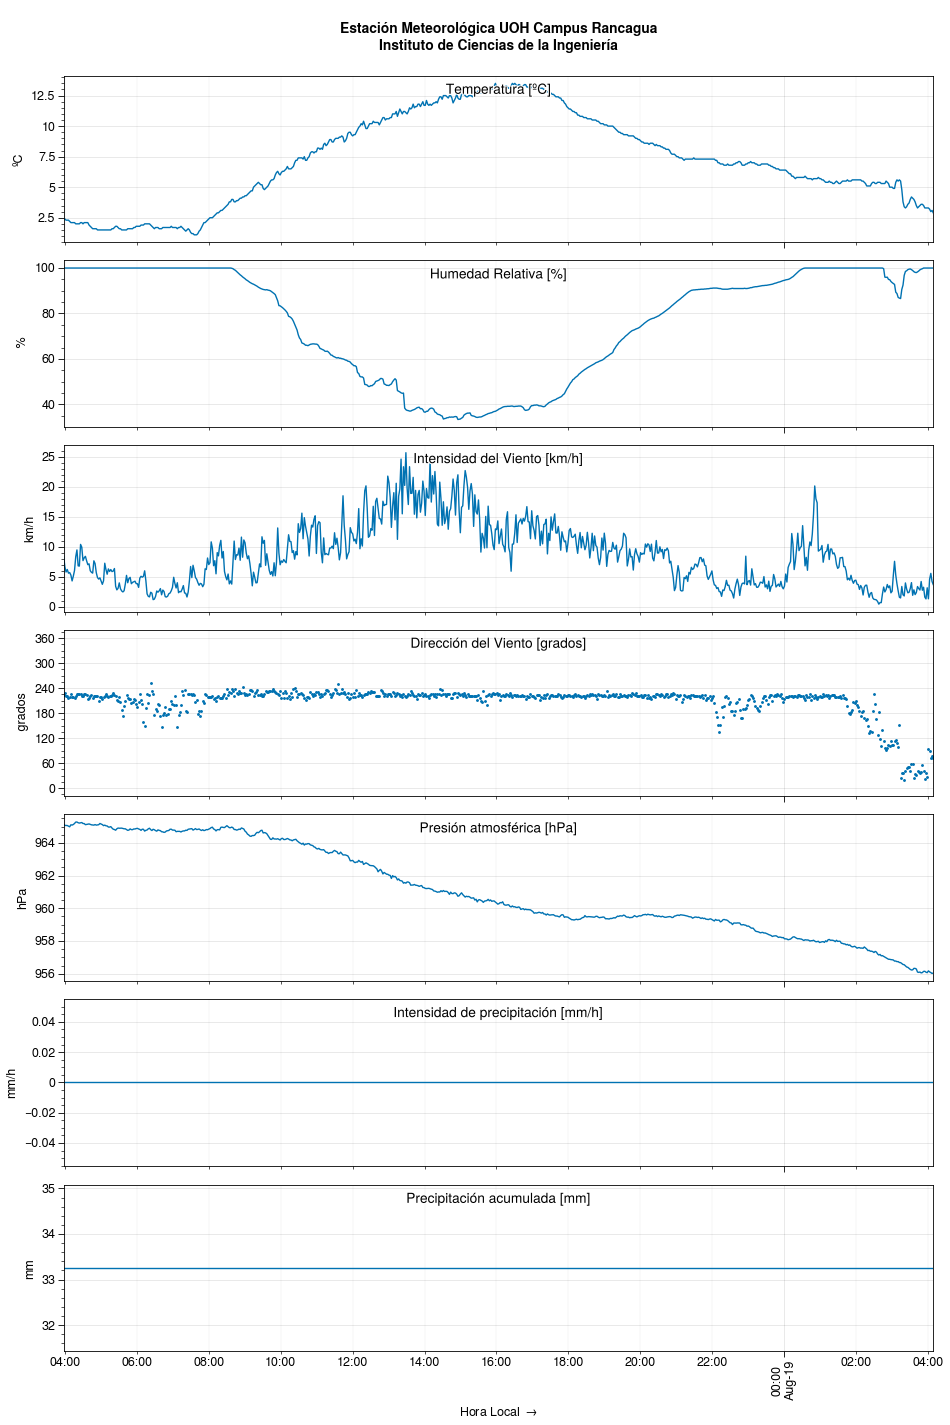 Estación Meteorológica UOH Campus Rancagua
Instituto de Ciencias de la Ingeniería
Temperatura [ºC]
12.5
10
7.5
5
2.5
ºC
Humedad Relativa [%]
100
80
60
40
%
Intensidad del Viento [km/h]
25
20
15
10
5
0
km/h
Dirección del Viento [grados]
360
300
240
180
120
60
0
grados
Presión atmosférica [hPa]
964
962
960
958
956
hPa
Intensidad de precipitación [mm/h]
0.04
0.02
0
−0.02
−0.04
mm/h
Precipitación acumulada [mm]
35
34
33
32
mm
04:00 06:00 08:00 10:00 12:00 14:00 16:00 18:00 20:00 22:00 00:00 02:00 04:00
Aug-19
Hora Local →